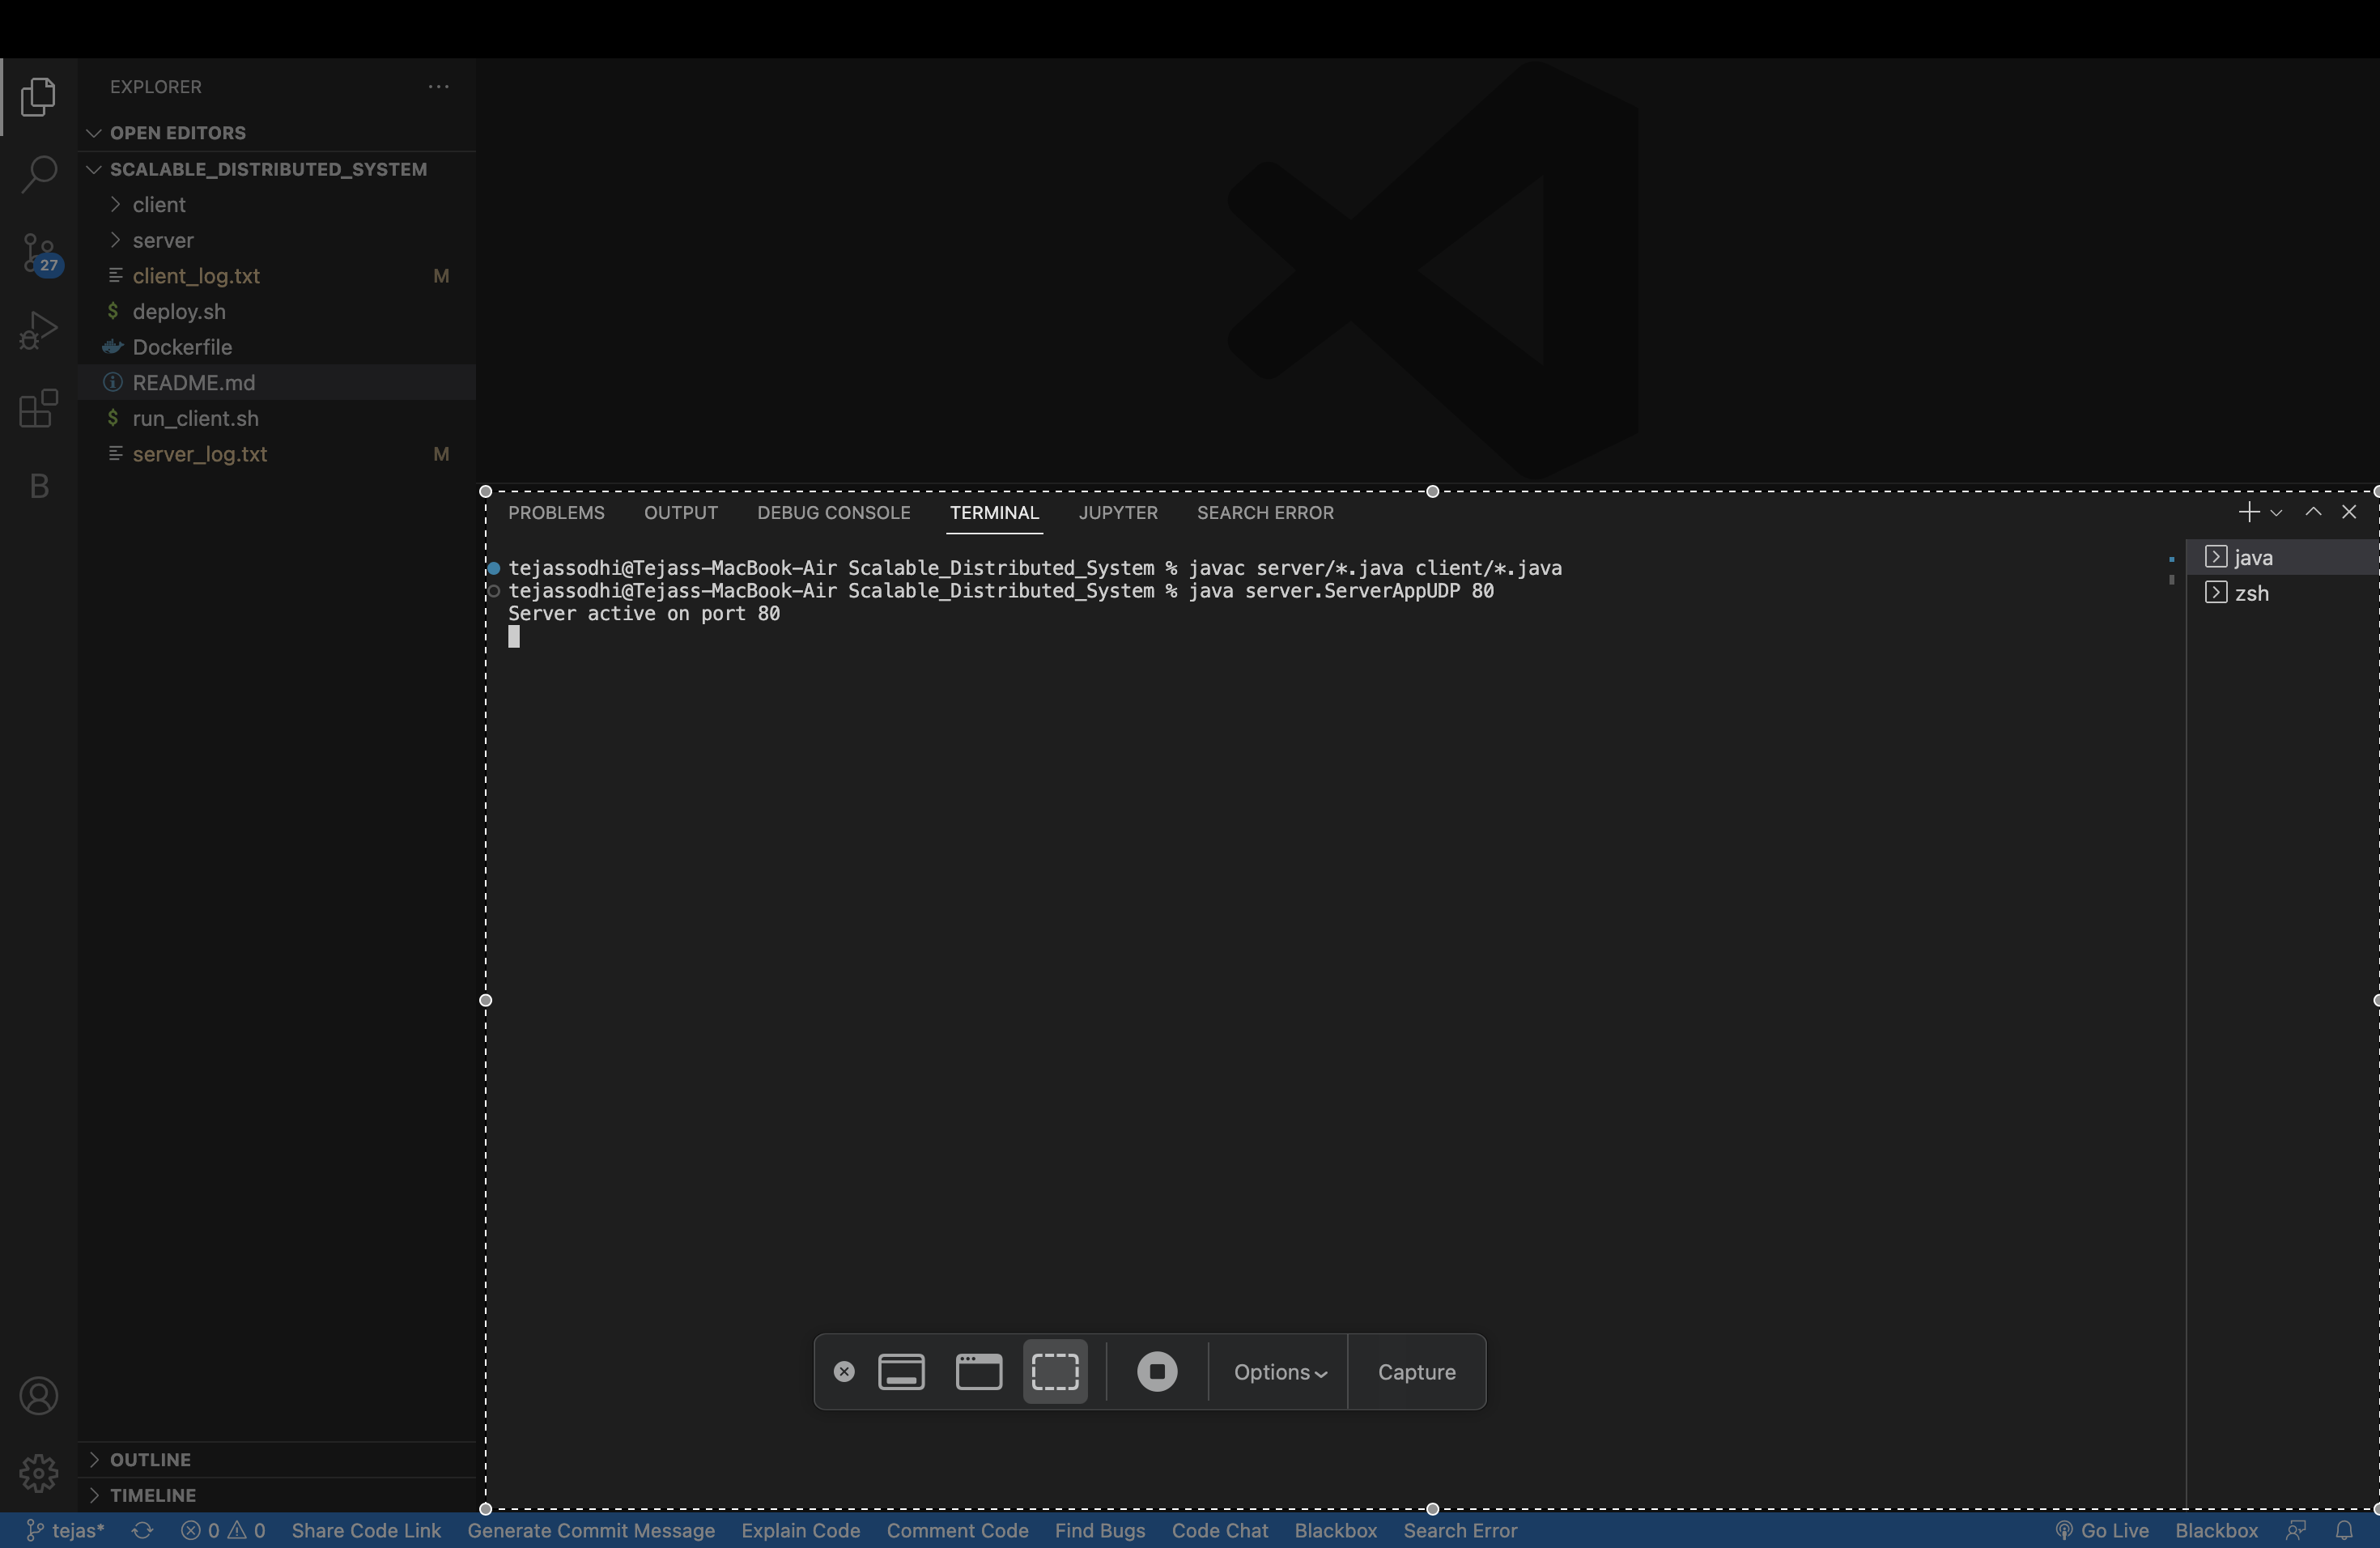 EXPLORER
OPEN EDITORS
SCALABLE_DISTRIBUTED_SYSTEM
client
server
27
client_log.txt M
$ deploy.sh
Dockerfile
README.md
$ run_client.sh
server_log.txt M
B
PROBLEMS OUTPUT DEBUG CONSOLE TERMINAL JUPYTER SEARCH ERROR
tejassodhi@Tejass-MacBook-Air Scalable_Distributed_System % javac server/*.java client/*.java
tejassodhi@Tejass-MacBook-Air Scalable_Distributed_System % java server.ServerAppUDP 80
Server active on port 80
java
zsh
Options Capture
OUTLINE
TIMELINE
tejas* 0 0 Share Code Link Generate Commit Message Explain Code Comment Code Find Bugs Code Chat Blackbox Search Error Go Live Blackbox